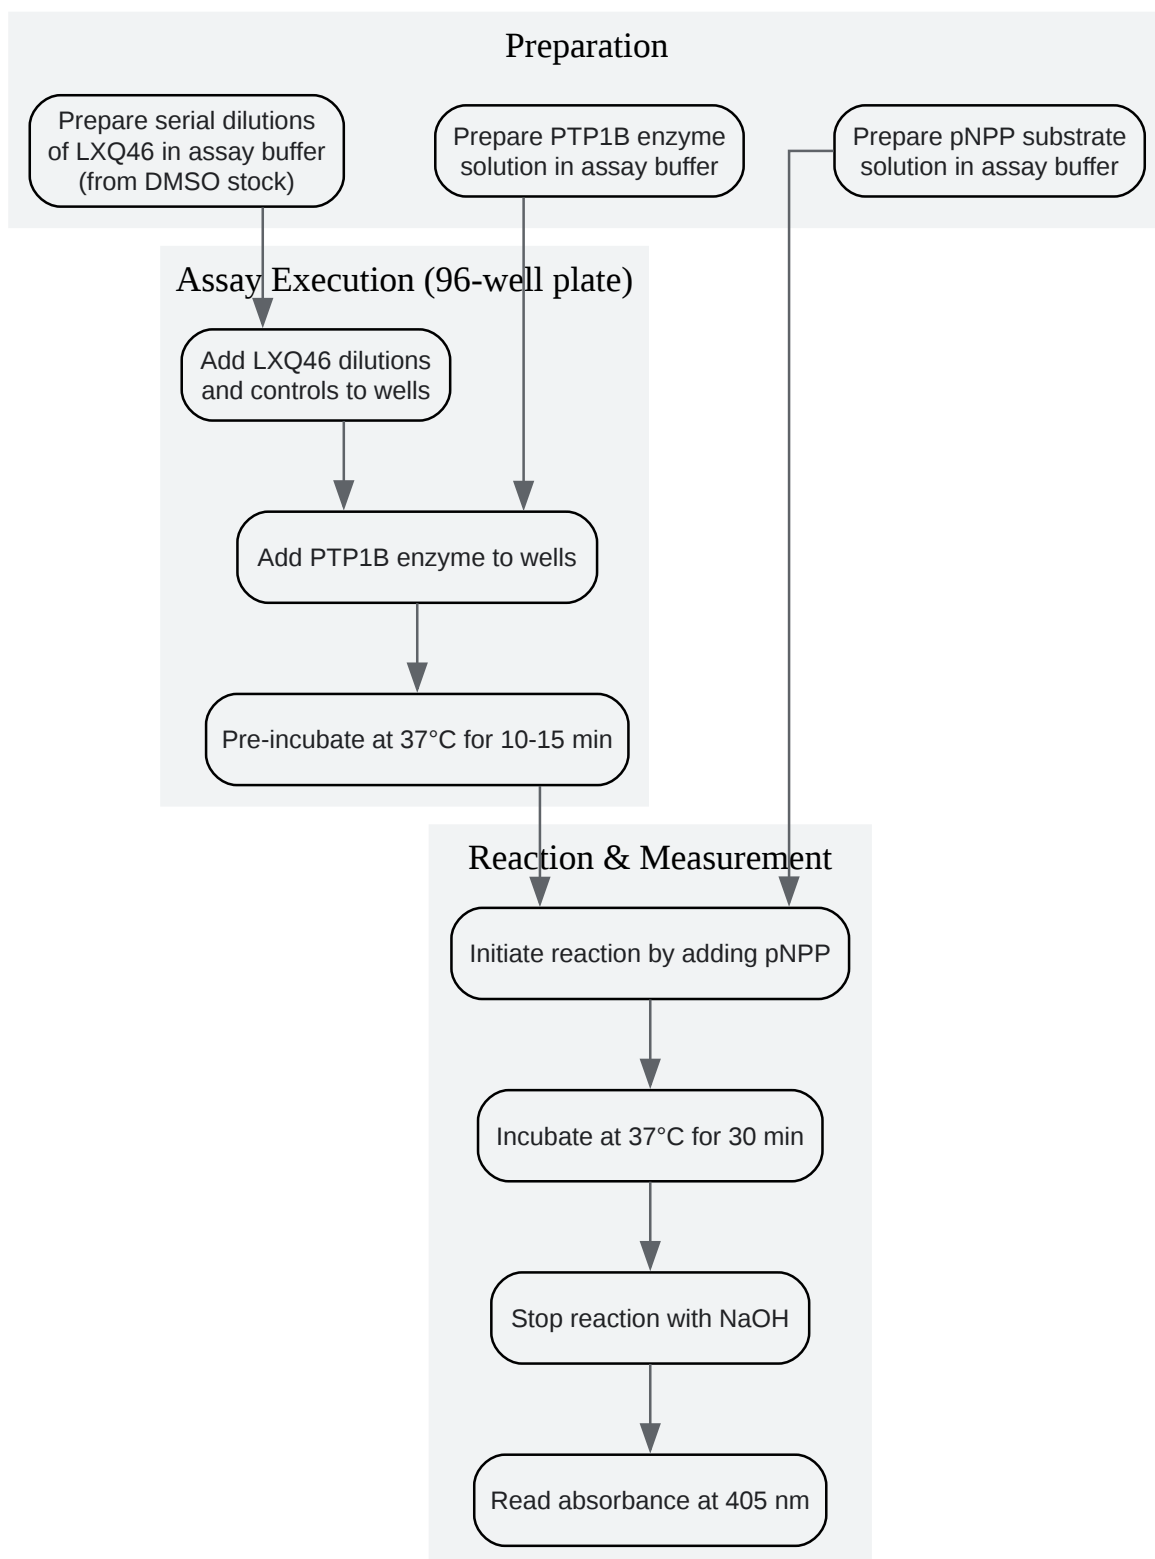 Preparation
Prepare serial dilutions
of LXQ46 in assay buffer
(from DMSO stock)
Prepare PTP1B enzyme
solution in assay buffer
Prepare pNPP substrate
solution in assay buffer
Assay Execution (96-well plate)
Add LXQ46 dilutions
and controls to wells
Add PTP1B enzyme to wells
Pre-incubate at 37°C for 10-15 min
Reaction & Measurement
Initiate reaction by adding pNPP
Incubate at 37°C for 30 min
Stop reaction with NaOH
Read absorbance at 405 nm